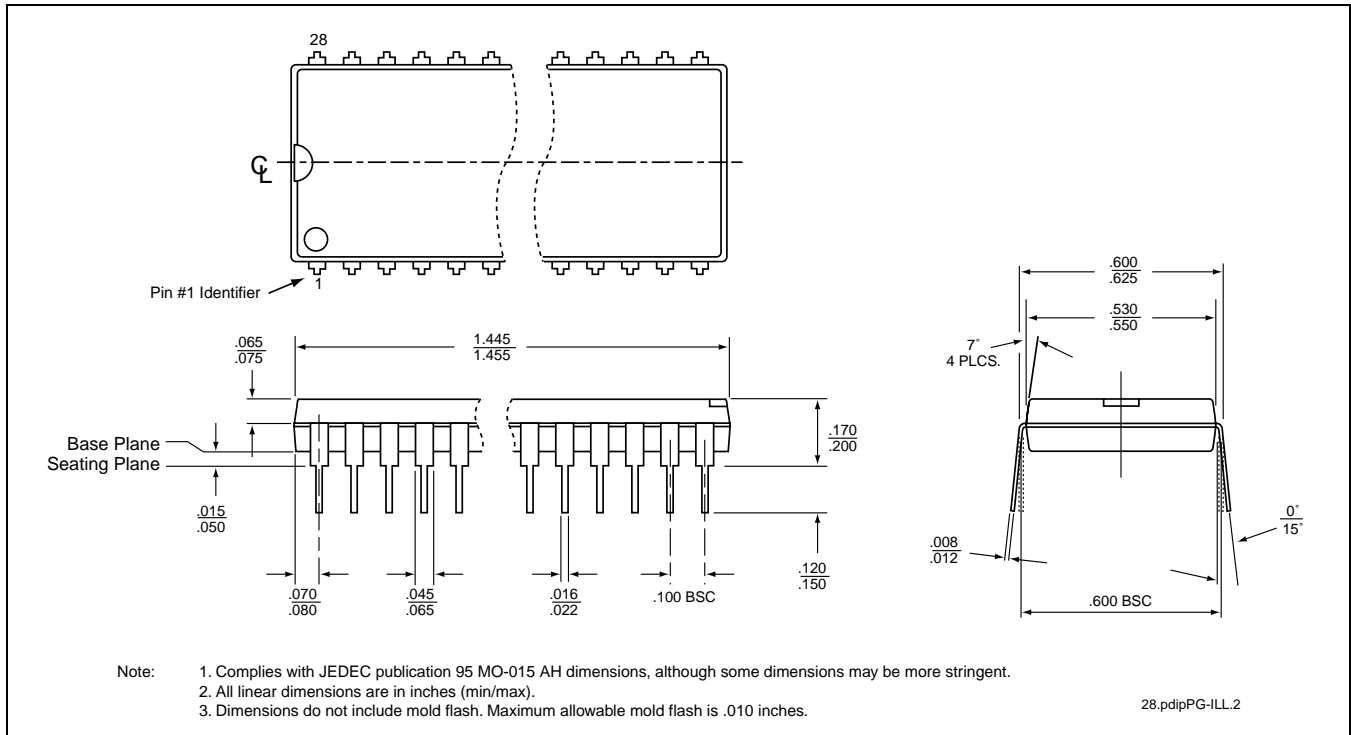 28
℄
Pin #1 Identifier
1
.065
.075
1.445
1.455
Base Plane
Seating Plane
.015
.050
.170
.200
.070
.080
.045
.065
.016
.022
.100 BSC
.120
.150
.600
.625
.530
.550
7°
4 PLCS.
.008
.012
0°
15°
.600 BSC
Note: 1. Complies with JEDEC publication 95 MO-015 AH dimensions, although some dimensions may be more stringent.
2. All linear dimensions are in inches (min/max).
3. Dimensions do not include mold flash. Maximum allowable mold flash is .010 inches.
28.pdipPG-ILL.2